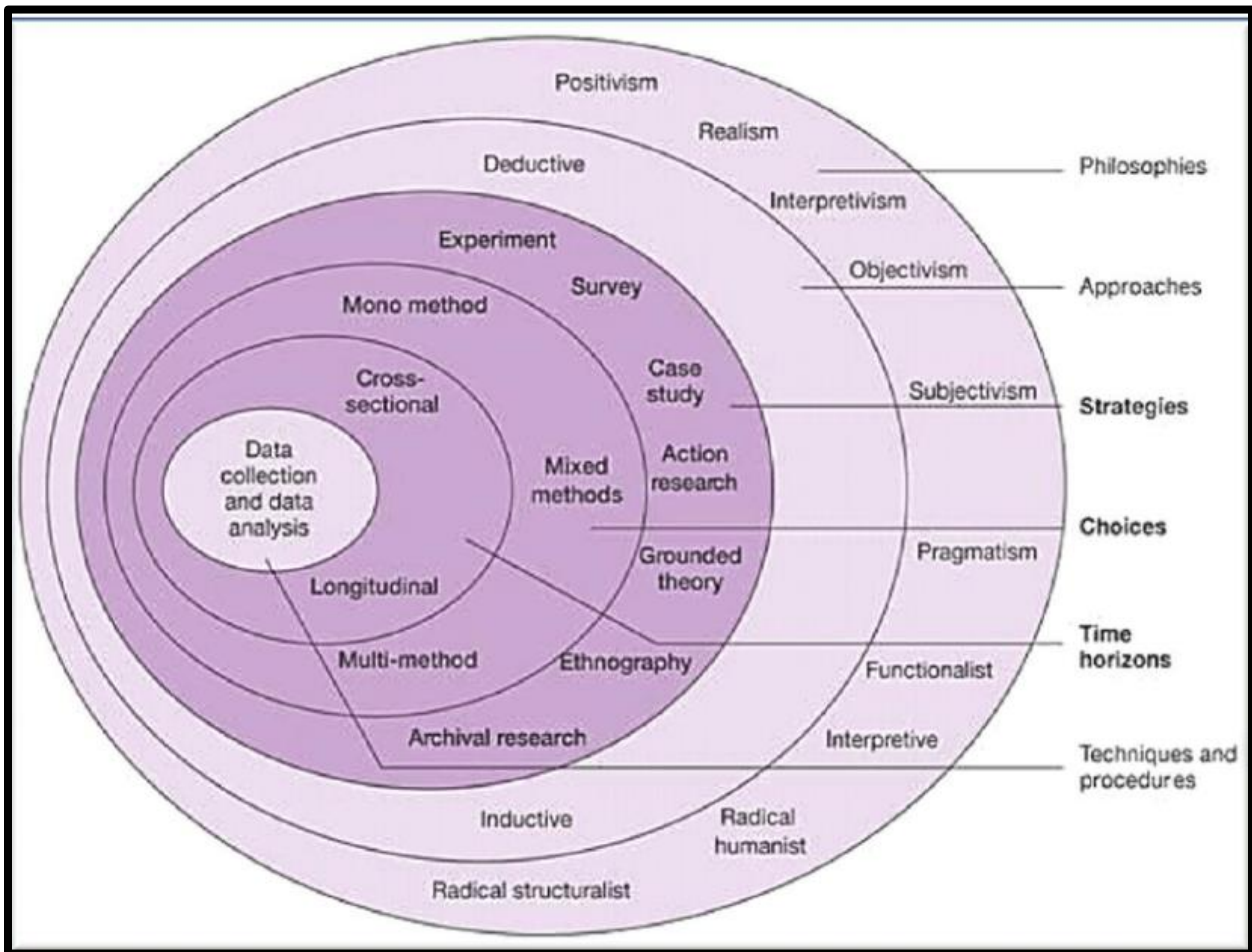 Positivism
Realism
Philosophies
Deductive
Interpretivism
Experiment
Objectivism
Survey
Approaches
Mono method
Case
study
Cross-
sectional
Subjectivism
Strategies
Data
collection
and data
analysis
Mixed
methods
Action
research
Choices
Grounded
theory
Pragmatism
Longitudinal
Time
horizons
Multi-method
Ethnography
Functionalist
Archival research
Interpretive
Techniques and
procedures
Inductive
Radical
humanist
Radical structuralist